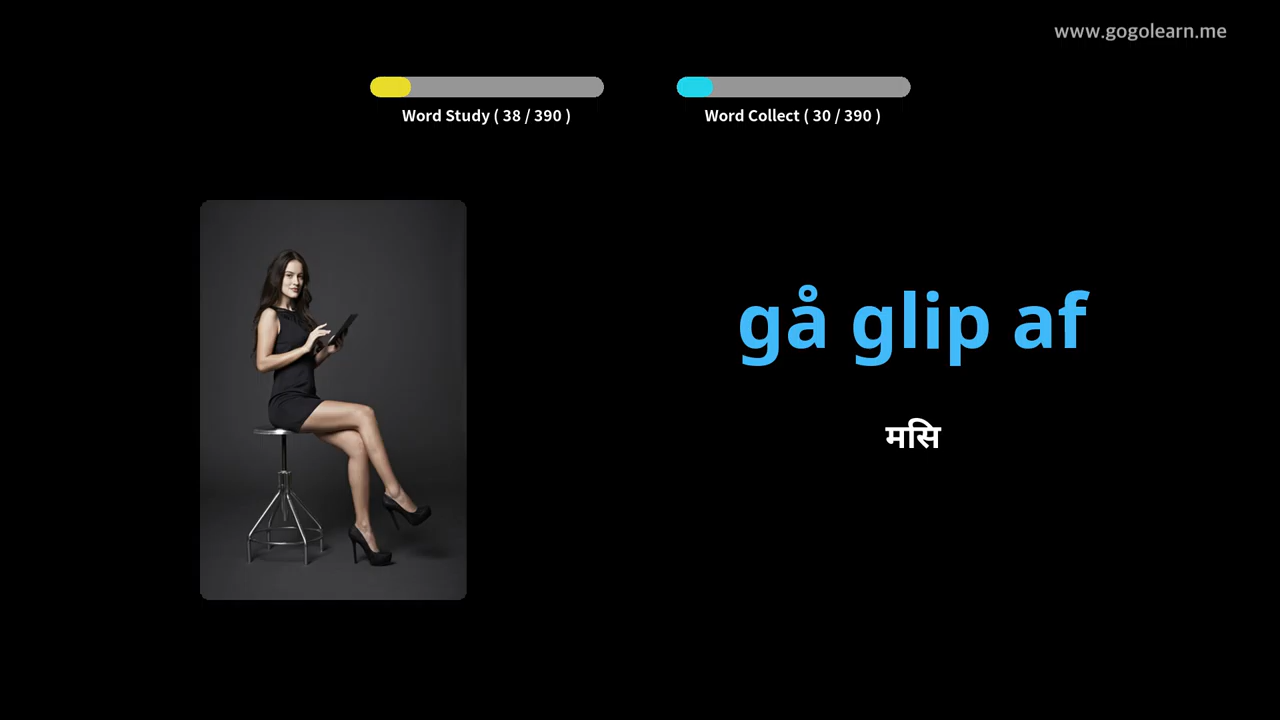 www.gogolearn.me
Word Study ( 38 / 390 )
Word Collect ( 30 / 390 )
gå glip af
मसि